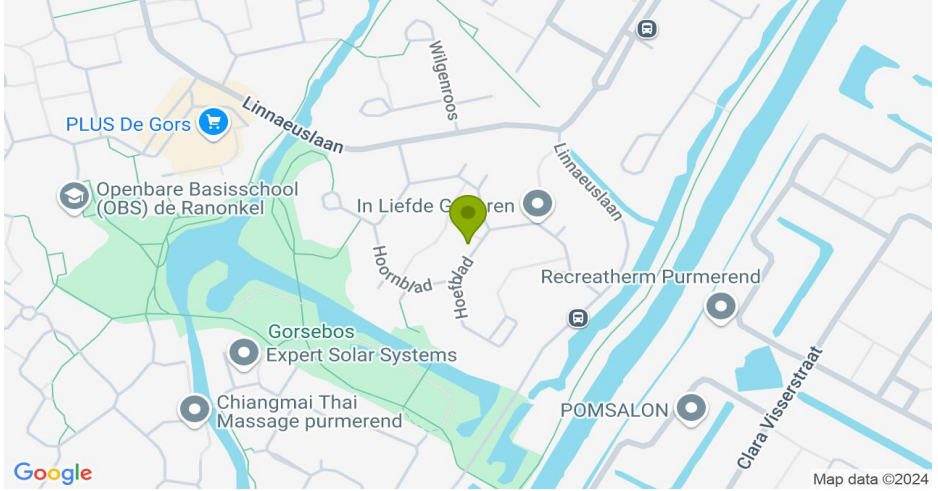 Wilgenroos
Linnaeuslaan
PLUS De Gors
Linnaeuslaan
Openbare Basisschool
(OBS) de Ranonkel
In Liefde
Hoornblad
Hoefblad
Recreatherm Purmerend
Gorsebos
Expert Solar Systems
Chiangmai Thai
Massage purmerend
POMSALON
Clara Visserstraat
Google
Map data ©2024